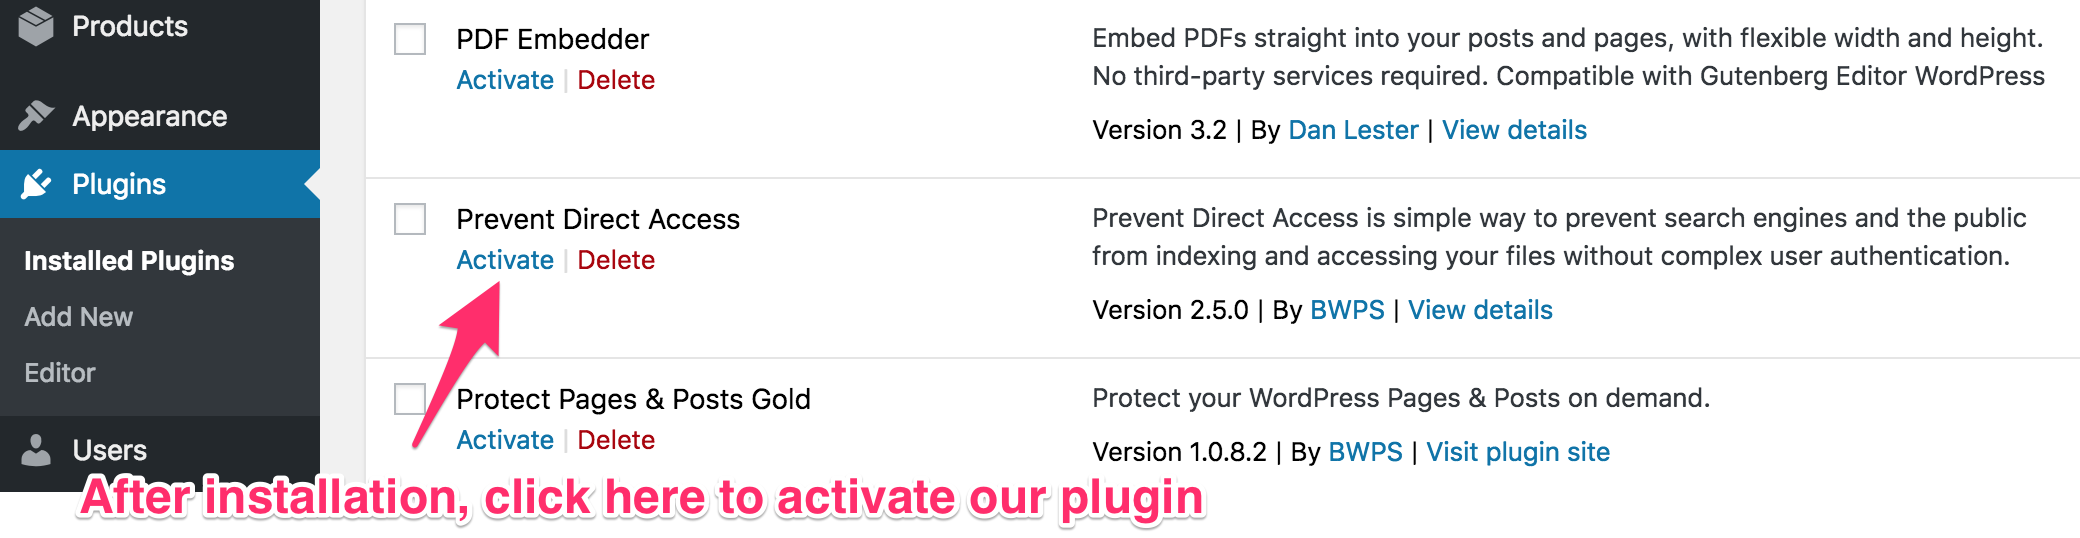 Products
Appearance
Plugins
Installed Plugins
Add New
Editor
Users
PDF Embedder
Activate | Delete
Embed PDFs straight into your posts and pages, with flexible width and height.
No third-party services required. Compatible with Gutenberg Editor WordPress
Version 3.2 | By Dan Lester | View details
Prevent Direct Access
Activate | Delete
Prevent Direct Access is simple way to prevent search engines and the public
from indexing and accessing your files without complex user authentication.
Version 2.5.0 | By BWPS | View details
Protect Pages & Posts Gold
Activate | Delete
Protect your WordPress Pages & Posts on demand.
Version 1.0.8.2 | By BWPS | Visit plugin site
After installation, click here to activate our plugin